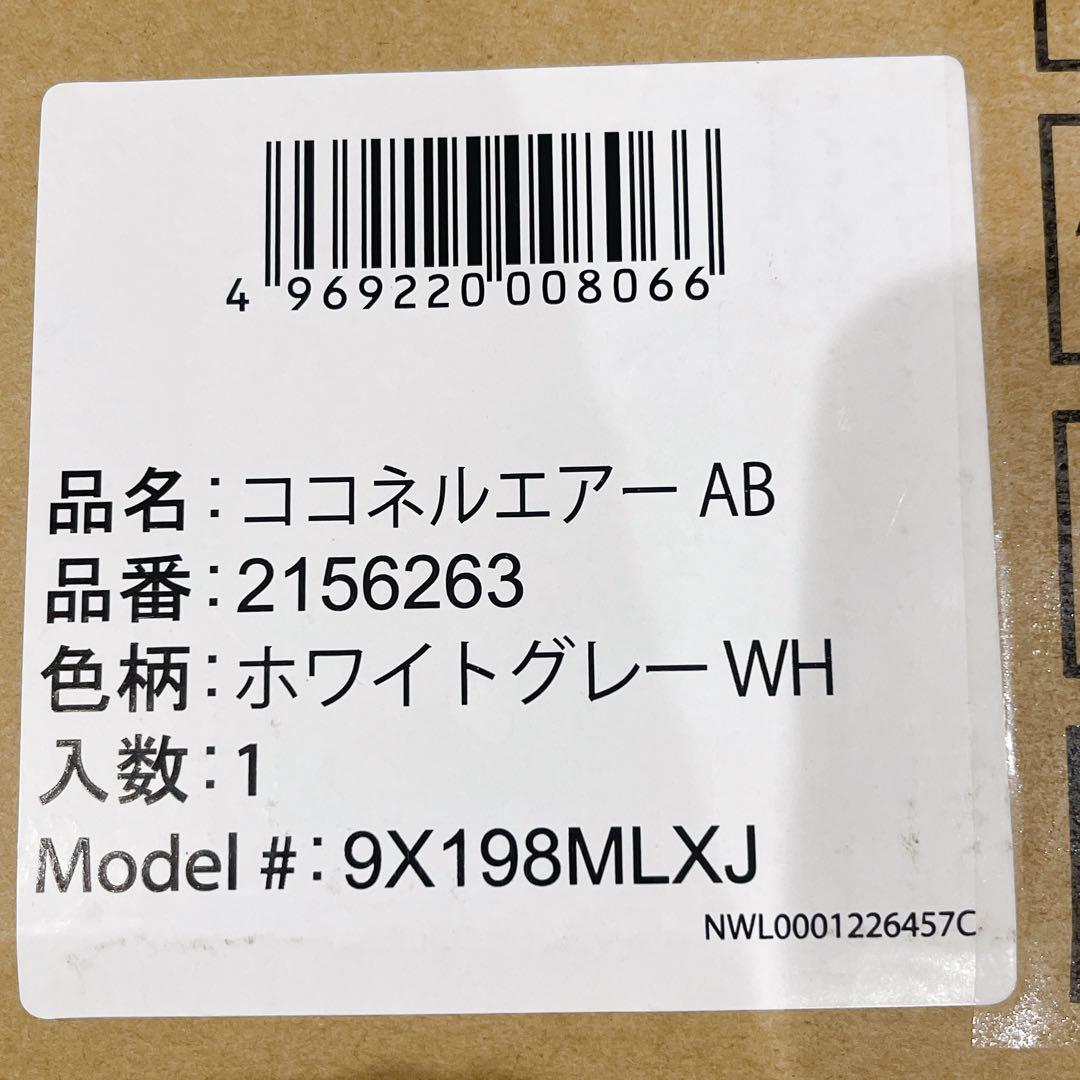 4 969220 008066
品名：ココネルエアー AB
品番：2156263
色柄：ホワイトグレー WH
入数：1
Model #：9X198MLXJ
NWL0001226457C